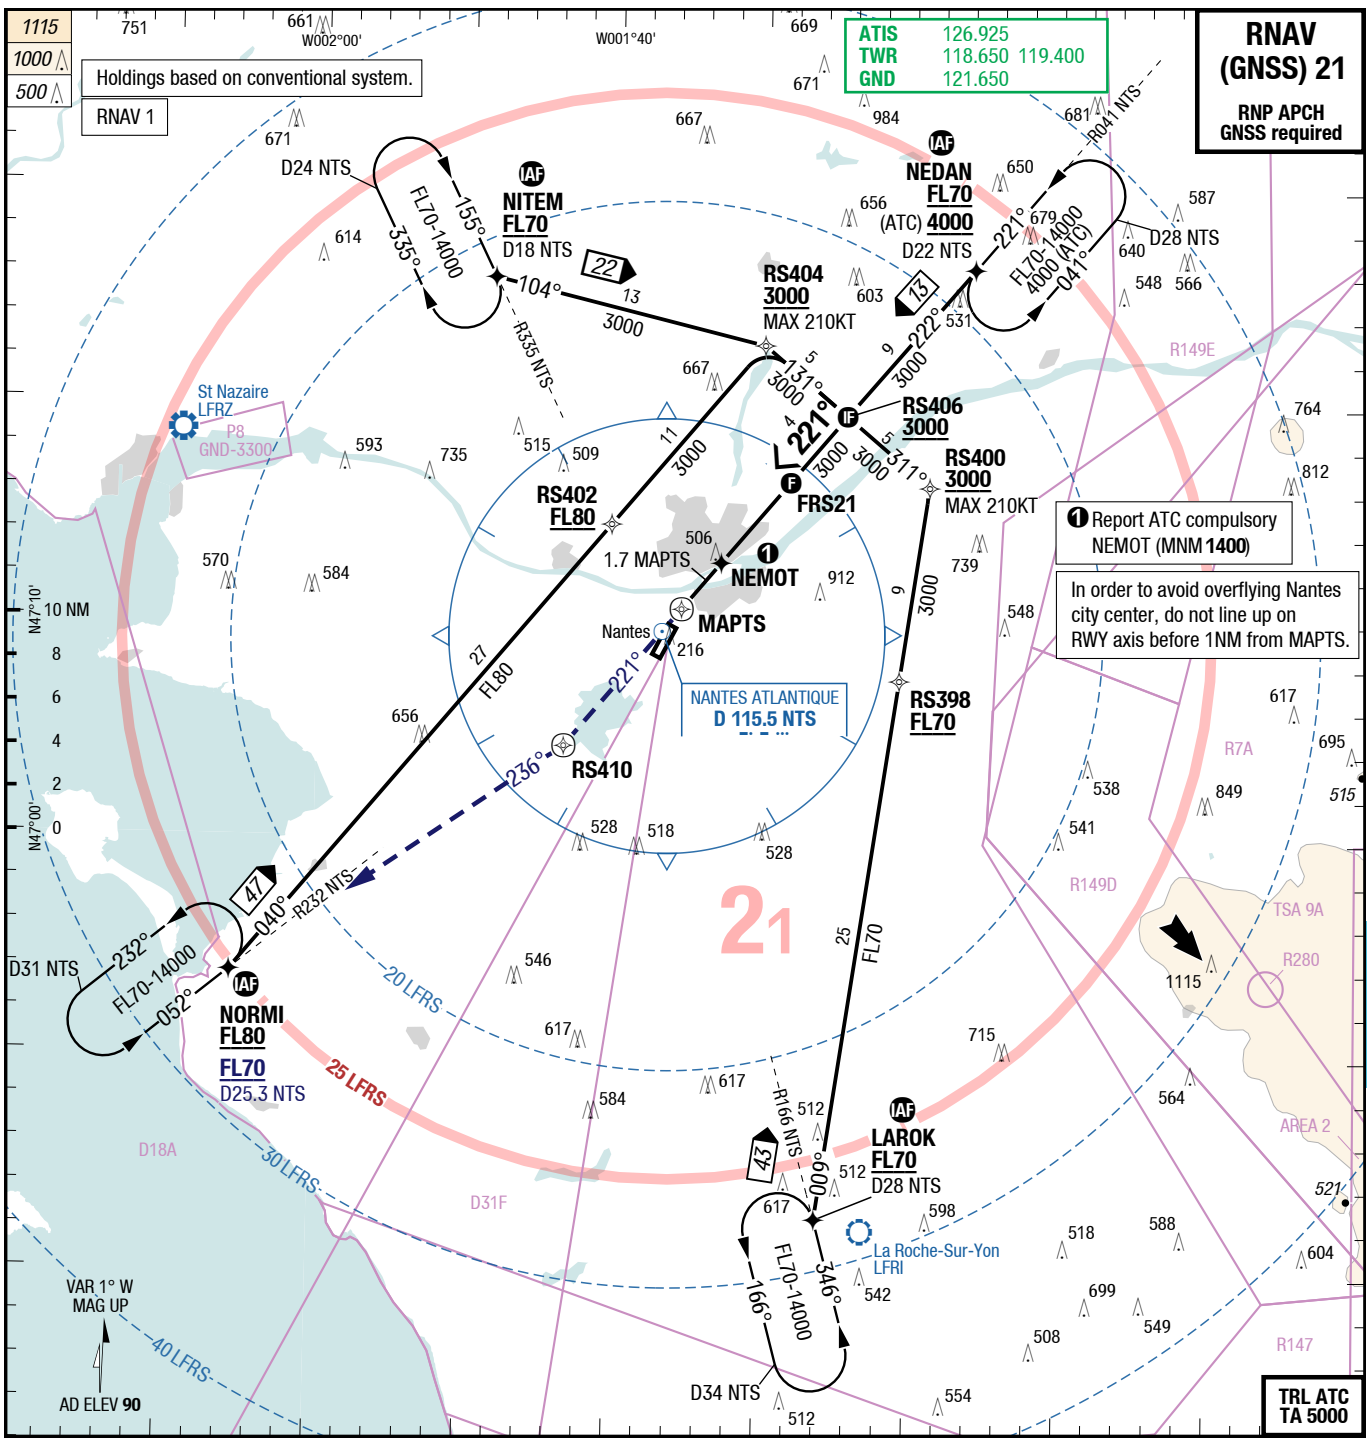 1115
1000
500
751
661
W002°00'
W001°40'
669
671
ATIS 126.925
TWR 118.650 119.400
GND 121.650
RNAV
(GNSS) 21
RNP APCH
GNSS required
Holdings based on conventional system.
RNAV 1
671
667
984
681
R041 NTS
D24 NTS
IAF
NITEM
FL70
D18 NTS
155°
FL70-14000
335°
IAF
NEDAN
FL70
(ATC) 4000
D22 NTS
650
656
679
221°
FL70-14000
4000 (ATC)
041°
587
640
D28 NTS
548
566
614
22
104°
13
3000
R335 NTS
RS404
3000
MAX 210KT
603
13
531
222°
9
3000
R149E
667
5
131°
3000
4
221°
3000
IF
RS406
3000
5
311°
3000
RS400
3000
MAX 210KT
764
812
St Nazaire
LFRZ
P8
GND-3300
593
735
515
509
11
3000
RS402
FL80
F
FRS21
506
1.7 MAPTS
1
NEMOT
912
739
1 Report ATC compulsory
NEMOT (MNM 1400)
In order to avoid overflying Nantes
city center, do not line up on
RWY axis before 1NM from MAPTS.
570
584
N47°10'
10 NM
8
6
4
2
0
N47°00'
9
3000
548
MAPTS
Nantes
216
27
FL80
221°
NANTES ATLANTIQUE
D 115.5 NTS
RS398
FL70
617
R7A
695
515
656
236°
RS410
538
849
541
528
518
528
R149D
21
TSA 9A
R280
1115
47
040°
R232 NTS
232°
D31 NTS
FL70-14000
052°
IAF
NORMI
FL80
FL70
D25.3 NTS
20 LFRS
546
25
FL70
617
715
25 LFRS
584
617
R166 NTS
512
IAF
LAROK
FL70
D28 NTS
564
AREA 2
D18A
30 LFRS
D31F
43
009°
512
617
521
598
518
588
604
La Roche-Sur-Yon
LFRI
542
FL70-14000
166°
346°
699
549
508
R147
VAR 1° W
MAG UP
40 LFRS
AD ELEV 90
D34 NTS
512
554
TRL ATC
TA 5000